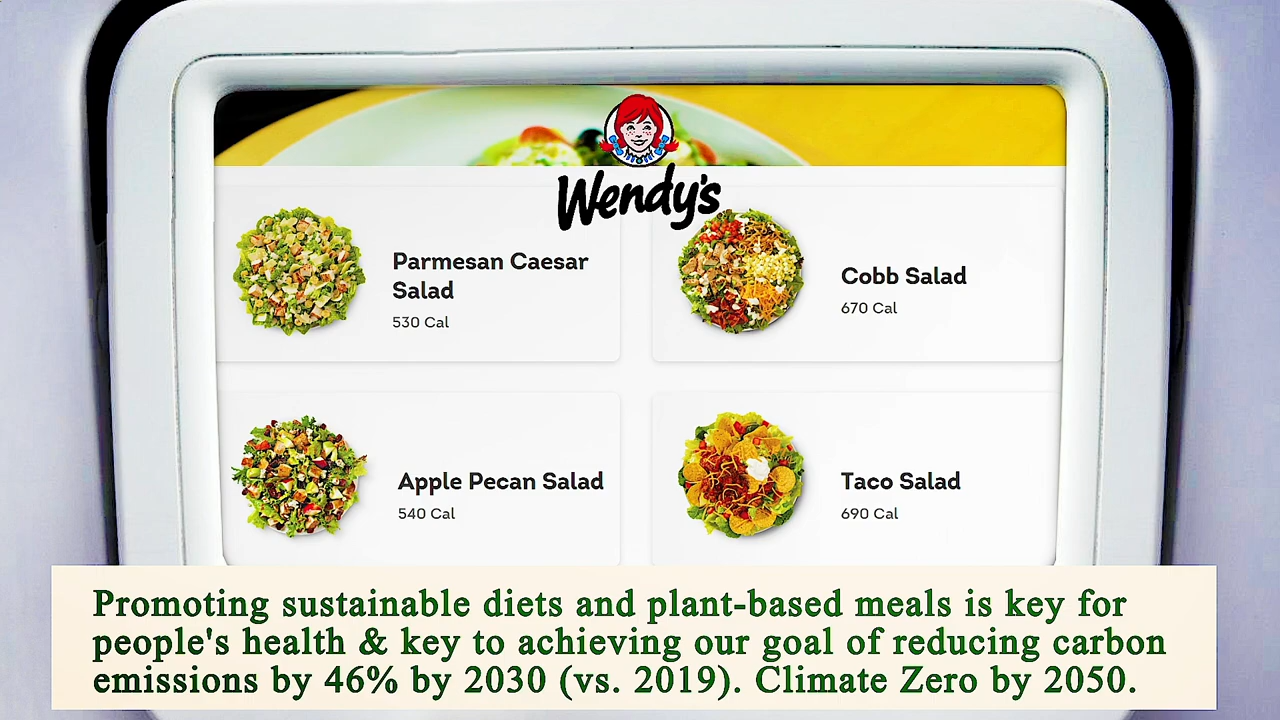 Wendy's
Parmesan Caesar
Salad
530 Cal
Cobb Salad
670 Cal
Apple Pecan Salad
540 Cal
Taco Salad
690 Cal
Promoting sustainable diets and plant-based meals is key for
people's health & key to achieving our goal of reducing carbon
emissions by 46% by 2030 (vs. 2019). Climate Zero by 2050.